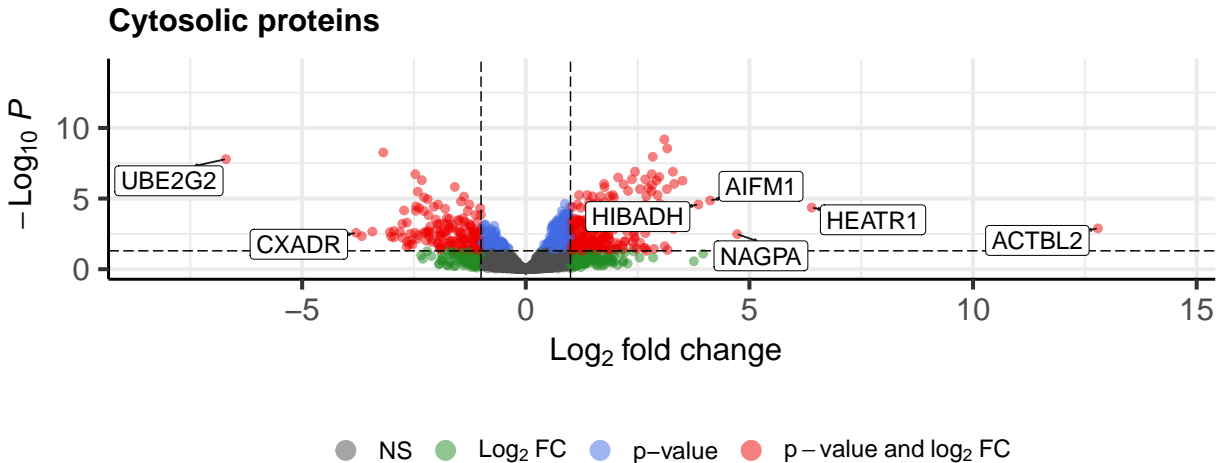 Cytosolic proteins
−Log10 P
10
5
0
UBE2G2
CXADR
HIBADH
AIFM1
HEATR1
NAGPA
ACTBL2
−5
0
5
10
15
Log2 fold change
NS
Log2 FC
p−value
p − value and log2 FC